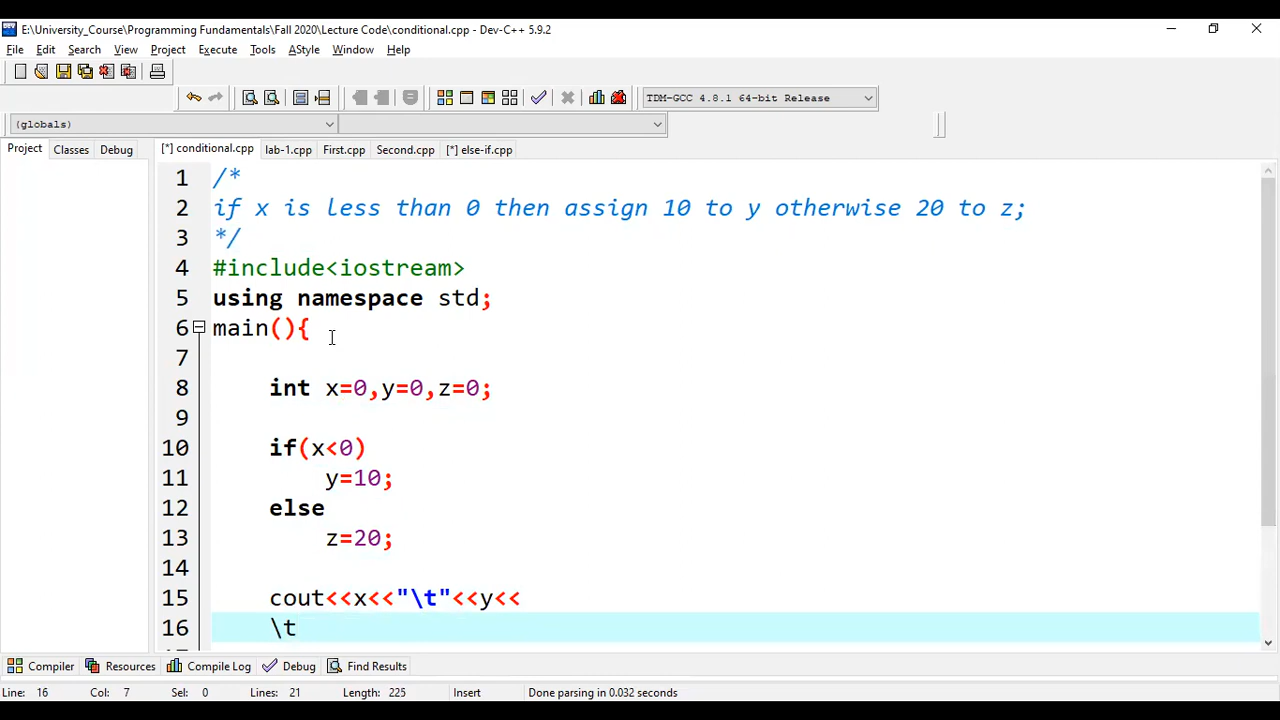 E:\University_Course\Programming Fundamentals\Fall 2020\Lecture Code\conditional.cpp - Dev-C++ 5.9.2
File Edit Search View Project Execute Tools AStyle Window Help
TDM-GCC 4.8.1 64-bit Release
(globals)
Project Classes Debug [*] conditional.cpp lab-1.cpp First.cpp Second.cpp [*] else-if.cpp
1 /*
2 if x is less than 0 then assign 10 to y otherwise 20 to z;
3 */
4 #include<iostream>
5 using namespace std;
6 main(){
7
8 int x=0,y=0,z=0;
9
10 if(x<0)
11 y=10;
12 else
13 z=20;
14
15 cout<<x<<"\t"<<y<<
16 \t
Compiler Resources Compile Log Debug Find Results
Line: 16 Col: 7 Sel: 0 Lines: 21 Length: 225 Insert Done parsing in 0.032 seconds